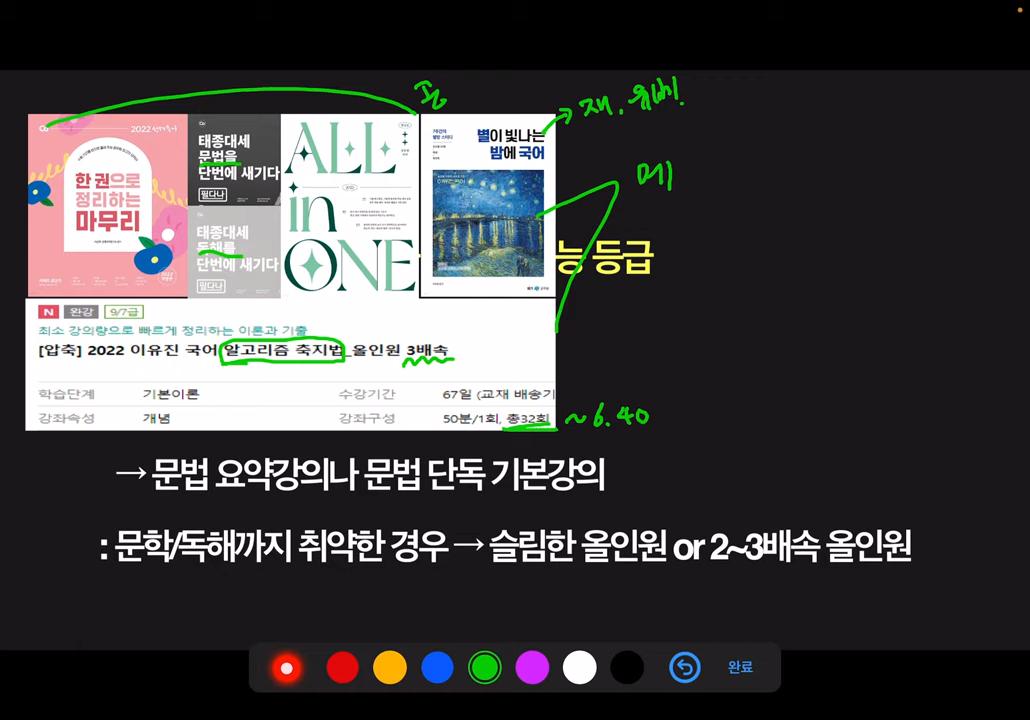 2022 선재국어
한 권으로
정리하는
마무리
태종대세
문법을
단번에 새기다
필다나
태종대세
독해를
단번에 새기다
필다나
ALL
in
ONE
별이 빛나는
밤에 국어
재, 유베!
메
능 등급
N 완강 9/7급
최소 강의량으로 빠르게 정리하는 이론과 기출
[압축] 2022 이유진 국어 알고리즘 축지법_올인원 3배속
학습단계 기본이론 수강기간 67일 (교재 배송기
강좌속성 개념 강좌구성 50분/1회, 총32회
~6.40
→ 문법 요약강의나 문법 단독 기본강의
: 문학/독해까지 취약한 경우 → 슬림한 올인원 or 2~3배속 올인원
완료